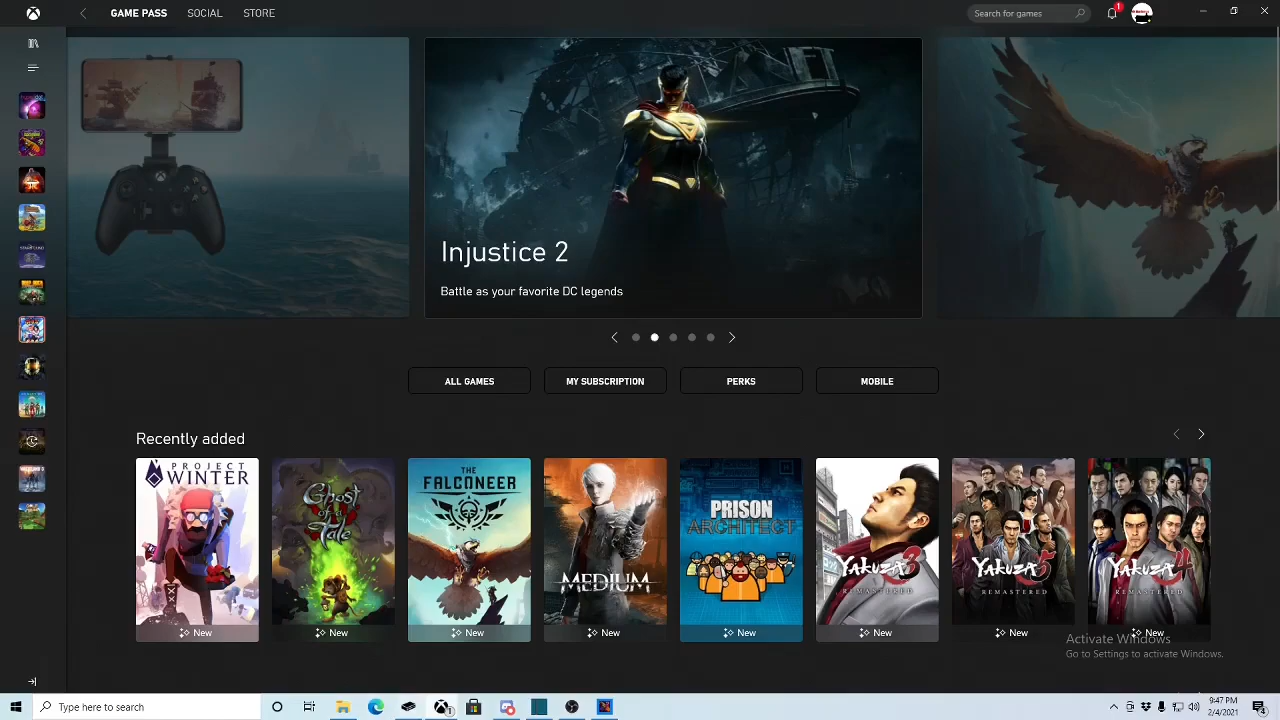 GAME PASS
SOCIAL
STORE
Search for games
1
Injustice 2
Battle as your favorite DC legends
ALL GAMES
MY SUBSCRIPTION
PERKS
MOBILE
Recently added
PROJECT
WINTER
New
Ghost
of a
Tale
New
THE
FALCONEER
New
MEDIUM
New
PRISON
ARCHITECT
New
YAKUZA 3
REMASTERED
New
YAKUZA 5
REMASTERED
New
YAKUZA 4
REMASTERED
New
Activate Windows
Go to Settings to activate Windows.
Type here to search
1
9:47 PM
2/4/2021
4